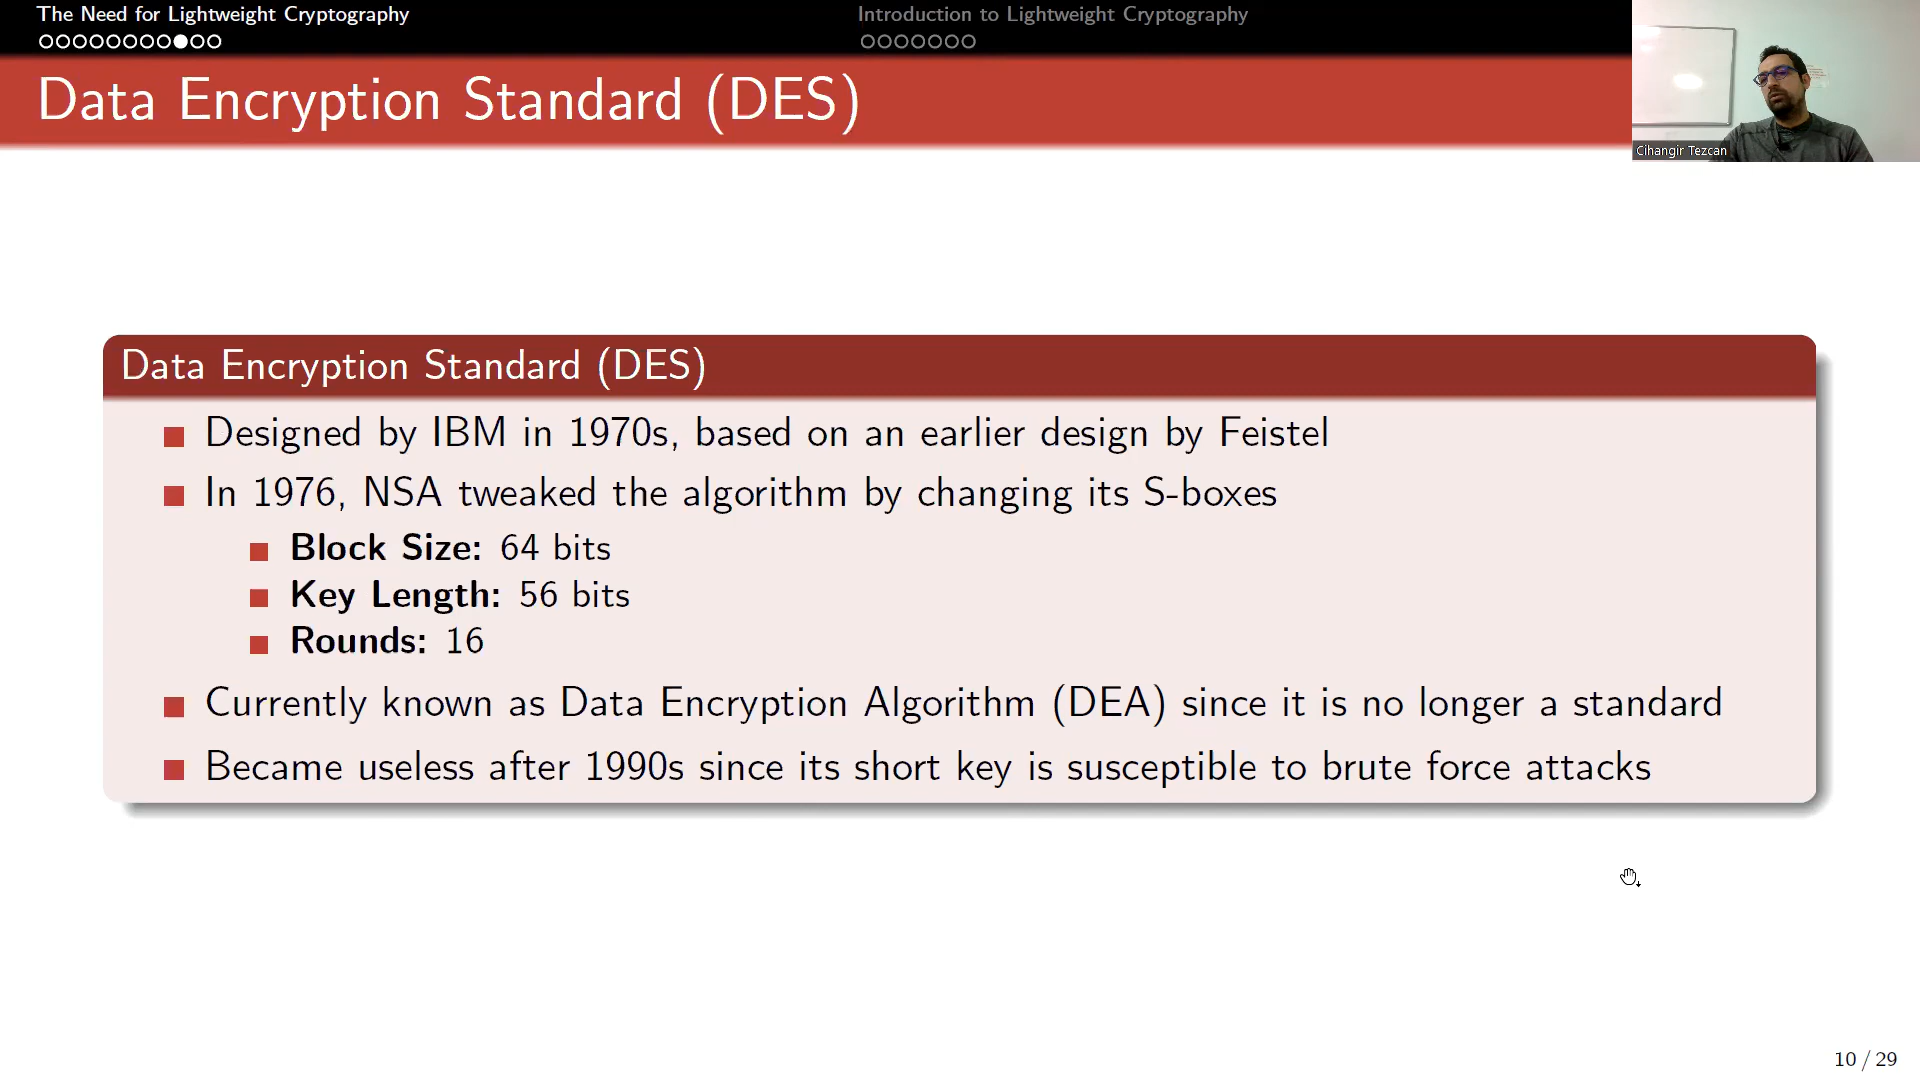 The Need for Lightweight Cryptography
Introduction to Lightweight Cryptography
Data Encryption Standard (DES)
Cihangir Tezcan
Data Encryption Standard (DES)
Designed by IBM in 1970s, based on an earlier design by Feistel
In 1976, NSA tweaked the algorithm by changing its S-boxes
Block Size: 64 bits
Key Length: 56 bits
Rounds: 16
Currently known as Data Encryption Algorithm (DEA) since it is no longer a standard
Became useless after 1990s since its short key is susceptible to brute force attacks
10 / 29